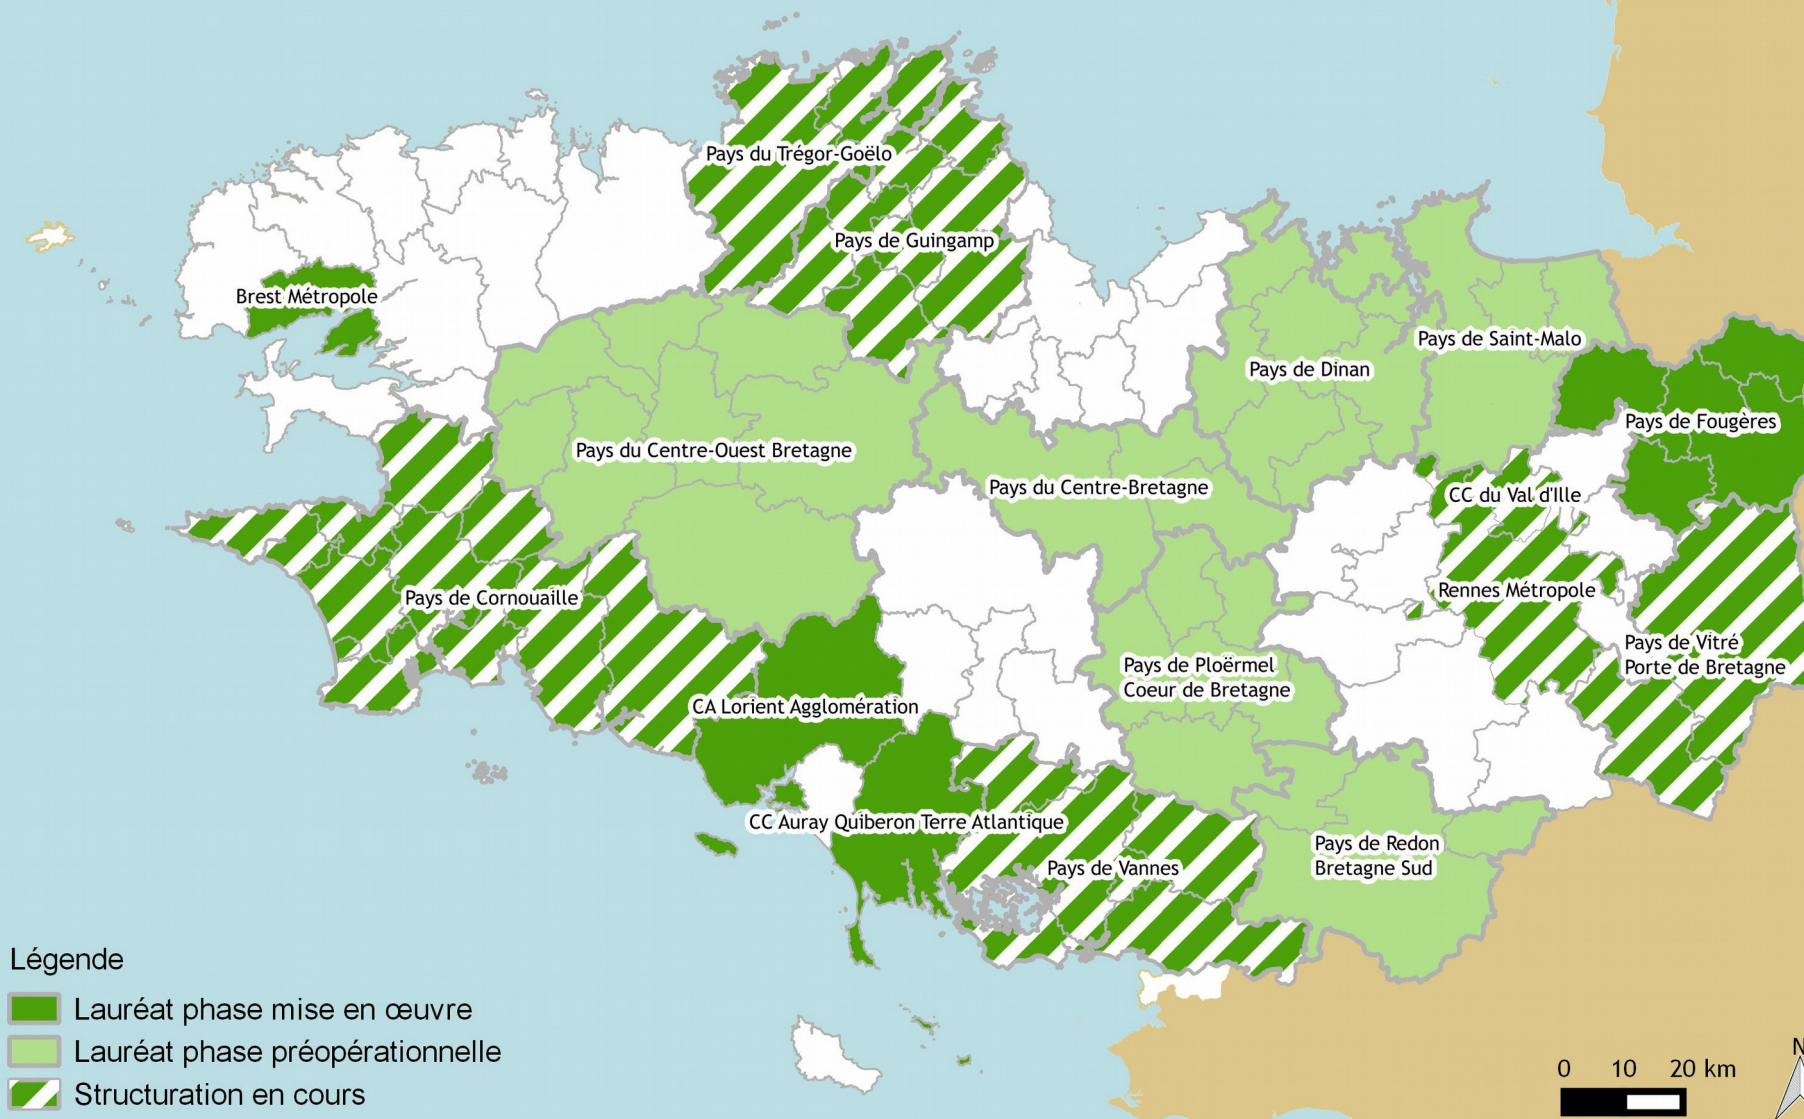 Pays du Trégor-Goëlo
Pays de Guingamp
Brest Métropole
Pays de Saint-Malo
Pays de Dinan
Pays de Fougères
Pays du Centre-Ouest Bretagne
Pays du Centre-Bretagne
CC du Val d'Ille
Rennes Métropole
Pays de Cornouaille
Pays de Vitré
Porte de Bretagne
Pays de Ploërmel
Coeur de Bretagne
CA Lorient Agglomération
CC Auray Quiberon Terre Atlantique
Pays de Redon
Bretagne Sud
Pays de Vannes
Légende
Lauréat phase mise en œuvre
Lauréat phase préopérationnelle
Structuration en cours
0 10 20 km
N